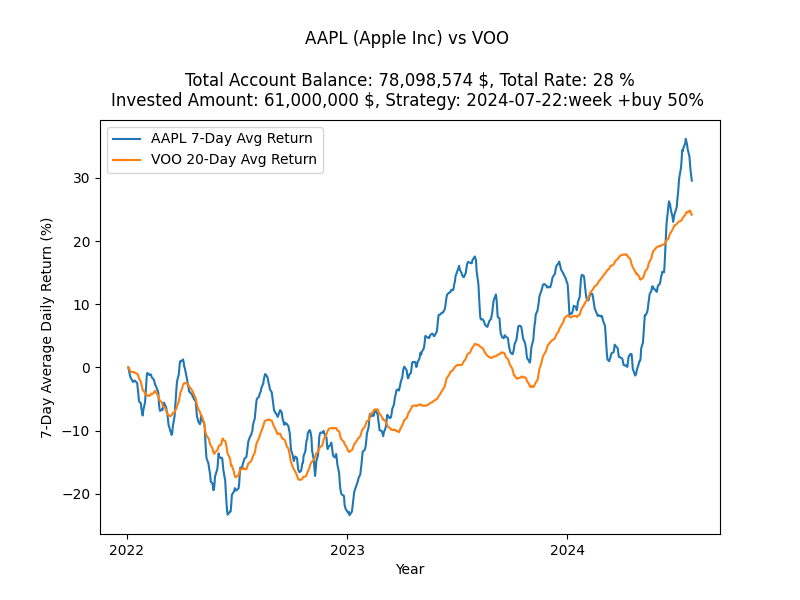 AAPL (Apple Inc) vs VOO
Total Account Balance: 78,098,574 $, Total Rate: 28 %
Invested Amount: 61,000,000 $, Strategy: 2024-07-22:week +buy 50%
AAPL 7-Day Avg Return
VOO 20-Day Avg Return
7-Day Average Daily Return (%)
30
20
10
0
−10
−20
2022
2023
2024
Year